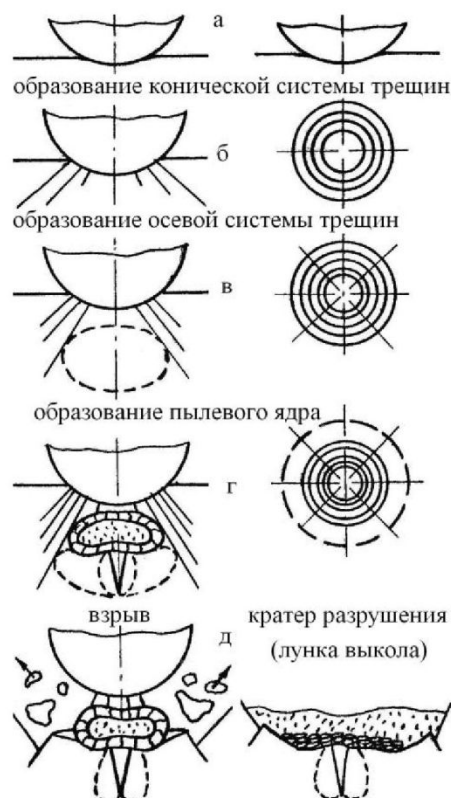 а
образование конической системы трещин
б
образование осевой системы трещин
в
образование пылевого ядра
г
взрыв
кратер разрушения
д
(лунка выкола)